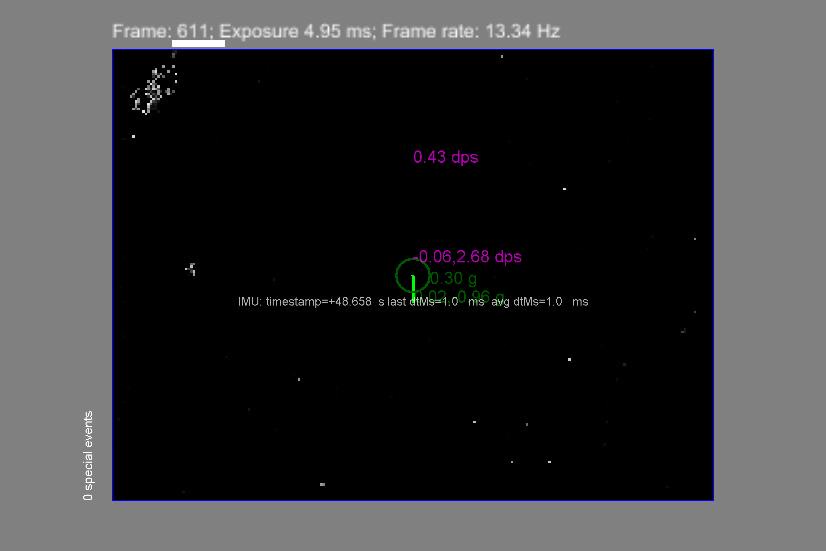 Frame: 611; Exposure 4.95 ms; Frame rate: 13.34 Hz
0.43 dps
-0.06,2.68 dps
0.30 g
IMU: timestamp=+48.658 s last dtMs=1.0 ms avg dtMs=1.0 ms
0 special events